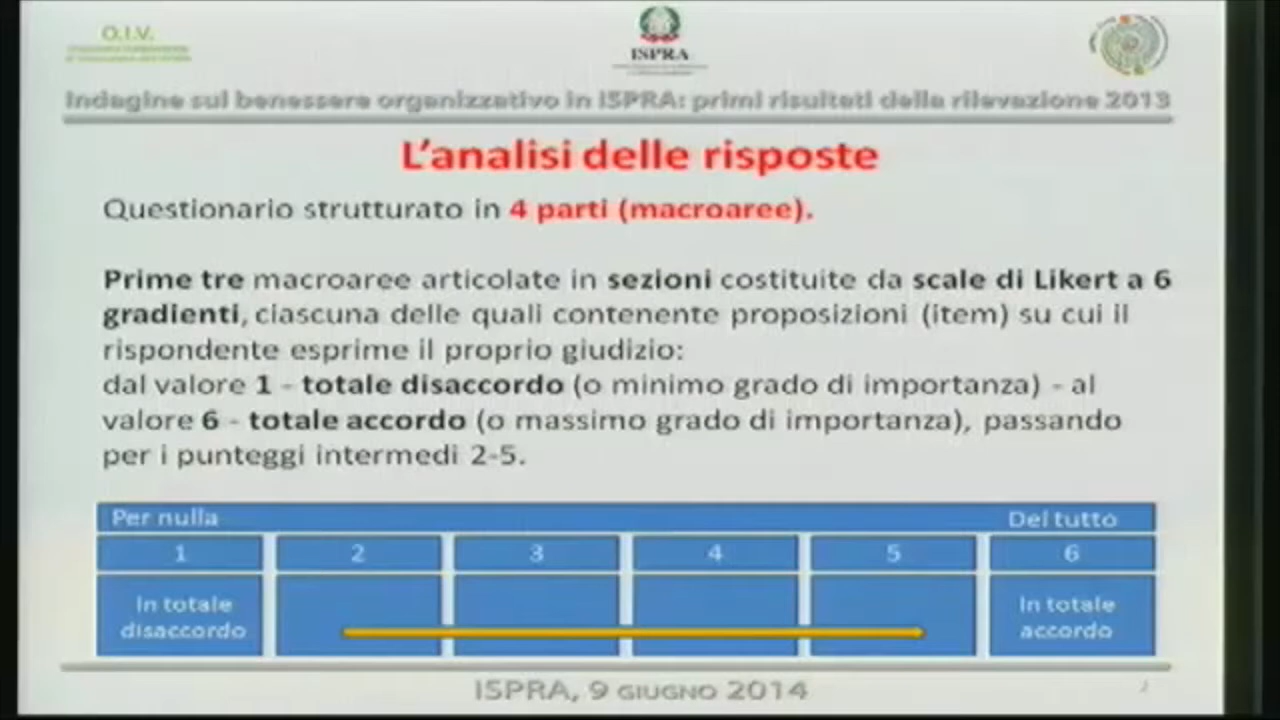 O.I.V.
ISPRA
Indagine sul benessere organizzativo in ISPRA: primi risultati della rilevazione 2013
L'analisi delle risposte
Questionario strutturato in 4 parti (macroaree).
Prime tre macroaree articolate in sezioni costituite da scale di Likert a 6
gradienti, ciascuna delle quali contenente proposizioni (item) su cui il
rispondente esprime il proprio giudizio:
dal valore 1 - totale disaccordo (o minimo grado di importanza) - al
valore 6 - totale accordo (o massimo grado di importanza), passando
per i punteggi intermedi 2-5.
Per nulla Del tutto
1 2 3 4 5 6
In totale In totale
disaccordo accordo
ISPRA, 9 GIUGNO 2014